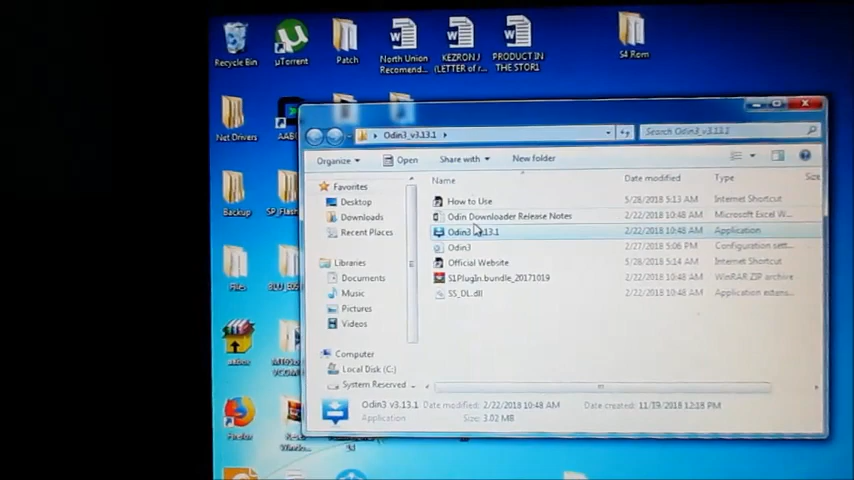 Recycle Bin
µTorrent
Patch
North Union
Recomend...
KEZRON J
(LETTER of r...
PRODUCT IN
THE STOR1
S4 Rom
Net Drivers
Backup
Files
Firefox
Odin3_v3.13.1
Search Odin3_v3.13.1
Organize
Open
Share with
New folder
Name
Date modified
Type
Favorites
Desktop
Downloads
Recent Places
Libraries
Documents
Music
Pictures
Videos
Computer
Local Disk (C:)
System Reserved
How to Use
5/28/2018 5:13 AM
Internet Shortcut
Odin Downloader Release Notes
2/22/2018 10:48 AM
Microsoft Excel W...
Odin3 v3.13.1
2/22/2018 10:48 AM
Application
Odin3
2/27/2018 5:06 PM
Configuration sett...
Official Website
5/28/2018 5:14 AM
Internet Shortcut
S1Plugin.bundle_20171019
2/22/2018 10:48 AM
WinRAR ZIP archive
SS_DL.dll
2/22/2018 10:48 AM
Application extens...
Odin3 v3.13.1 Date modified: 2/22/2018 10:48 AM Date created: 11/19/2018 12:18 PM
Application Size: 3.02 MB